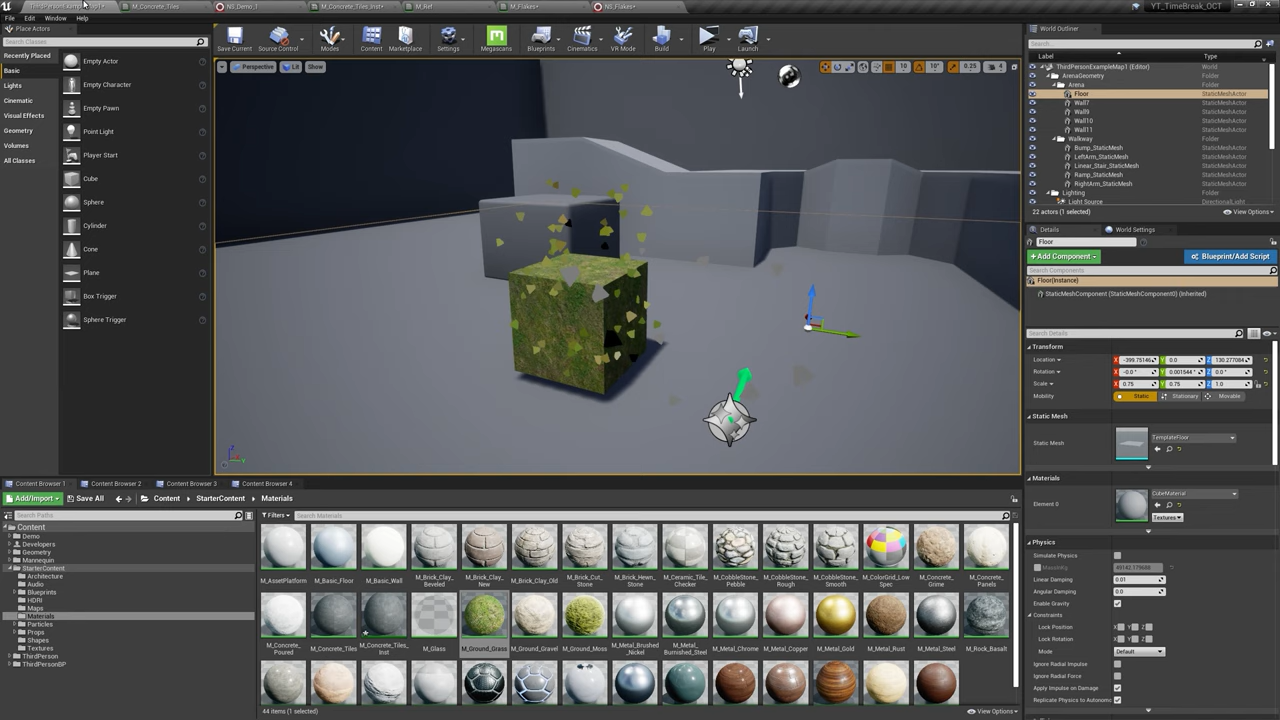 ThirdPersonExampleMap1*
M_Concrete_Tiles
NS_Demo_1
M_Concrete_Tiles_Inst*
M_Ref
M_Flakes*
NS_Flakes*
YT_TimeBreak_OCT
File Edit Window Help
Place Actors
Search Classes
Recently Placed
Basic
Lights
Cinematic
Visual Effects
Geometry
Volumes
All Classes
Empty Actor
Empty Character
Empty Pawn
Point Light
Player Start
Cube
Sphere
Cylinder
Cone
Plane
Box Trigger
Sphere Trigger
Save Current
Source Control
Modes
Content
Marketplace
Settings
Megascans
Blueprints
Cinematics
VR Mode
Build
Play
Launch
Perspective Lit Show
10 10° 0.25 4
World Outliner
Search...
Label Type
ThirdPersonExampleMap1 (Editor) World
ArenaGeometry Folder
Arena Folder
Floor StaticMeshActor
Wall7 StaticMeshActor
Wall9 StaticMeshActor
Wall10 StaticMeshActor
Wall11 StaticMeshActor
Walkway Folder
Bump_StaticMesh StaticMeshActor
LeftArm_StaticMesh StaticMeshActor
Linear_Stair_StaticMesh StaticMeshActor
Ramp_StaticMesh StaticMeshActor
RightArm_StaticMesh StaticMeshActor
Lighting Folder
Light Source DirectionalLight
22 actors (1 selected)
View Options
Details
World Settings
Floor
+Add Component
Blueprint/Add Script
Search Components
Floor(Instance)
StaticMeshComponent (StaticMeshComponent0) (Inherited)
Search Details
Transform
Location X -399.75146 Y 0.0 Z 130.277084
Rotation X -0.0 ° Y 0.001544 ° Z 0.0 °
Scale X 0.75 Y 0.75 Z 1.0
Mobility Static Stationary Movable
Static Mesh
Static Mesh
TemplateFloor
Materials
Element 0
CubeMaterial
Textures
Physics
Simulate Physics
49142.179688
Linear Damping 0.01
Angular Damping 0.0
Enable Gravity
Constraints
Lock Position X Y Z
Lock Rotation X Y Z
Mode Default
Ignore Radial Impulse
Ignore Radial Force
Apply Impulse on Damage
Replicate Physics to Autonomo
Content Browser 1
Content Browser 2
Content Browser 3
Content Browser 4
Add/Import
Save All
Content
StarterContent
Materials
Search Paths
Filters
Search Materials
Content
Demo
Developers
Geometry
Mannequin
StarterContent
Architecture
Audio
Blueprints
HDRI
Maps
Materials
Particles
Props
Shapes
Textures
ThirdPerson
ThirdPersonBP
M_AssetPlatform
M_Basic_Floor
M_Basic_Wall
M_Brick_Clay_Beveled
M_Brick_Clay_New
M_Brick_Clay_Old
M_Brick_Cut_Stone
M_Brick_Hewn_Stone
M_Ceramic_Tile_Checker
M_CobbleStone_Pebble
M_CobbleStone_Rough
M_CobbleStone_Smooth
M_ColorGrid_LowSpec
M_Concrete_Grime
M_Concrete_Panels
M_Concrete_Poured
M_Concrete_Tiles
M_Concrete_Tiles_Inst
M_Glass
M_Ground_Grass
M_Ground_Gravel
M_Ground_Moss
M_Metal_Brushed_Nickel
M_Metal_Burnished_Steel
M_Metal_Chrome
M_Metal_Copper
M_Metal_Gold
M_Metal_Rust
M_Metal_Steel
M_Rock_Basalt
44 items (1 selected)
View Options